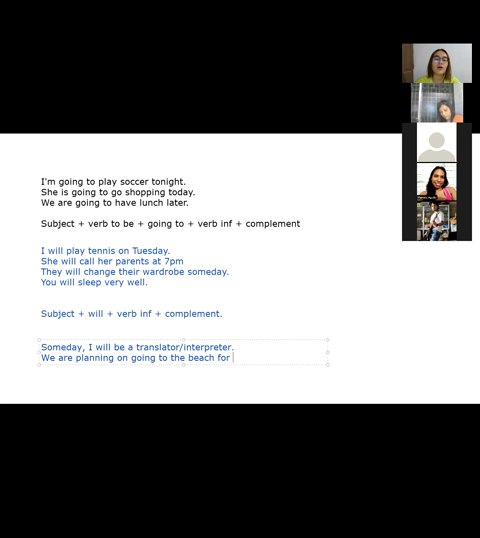 I'm going to play soccer tonight.
She is going to go shopping today.
We are going to have lunch later.
Subject + verb to be + going to + verb inf + complement
I will play tennis on Tuesday.
She will call her parents at 7pm
They will change their wardrobe someday.
You will sleep very well.
Subject + will + verb inf + complement.
Someday, I will be a translator/interpreter.
We are planning on going to the beach for